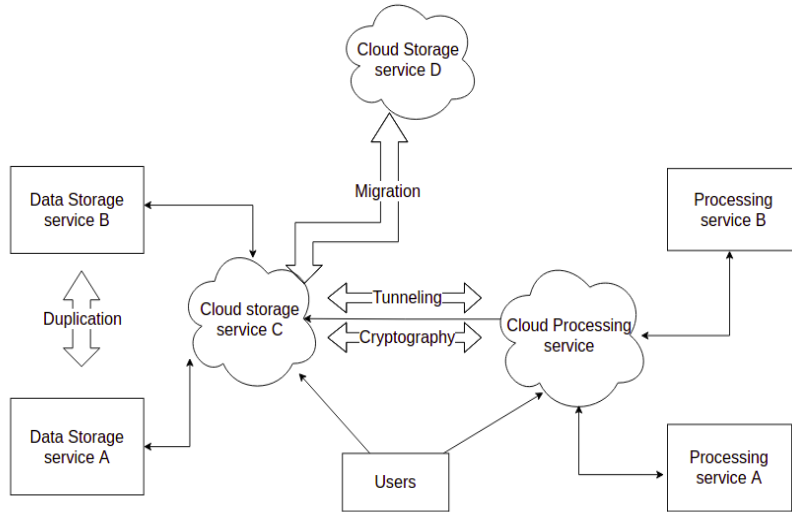 Cloud Storage
service D
Migration
Data Storage
service B
Processing
service B
Duplication
Cloud storage
service C
Tunneling
Cryptography
Cloud Processing
service
Data Storage
service A
Users
Processing
service A